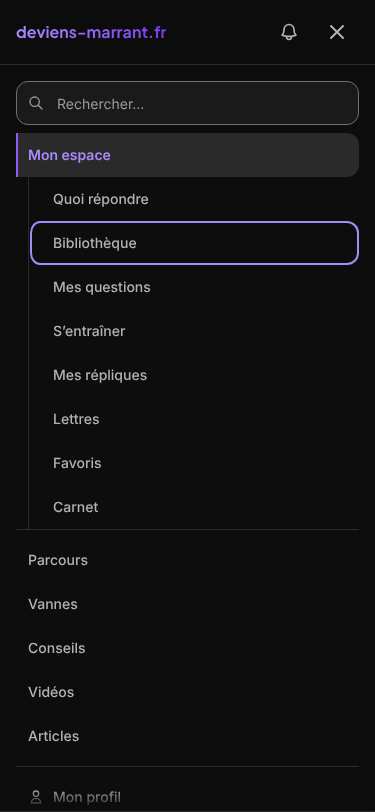 deviens-marrant.fr
Rechercher...
Mon espace
Quoi répondre
Bibliothèque
Mes questions
S’entraîner
Mes répliques
Lettres
Favoris
Carnet
Parcours
Vannes
Conseils
Vidéos
Articles
Mon profil